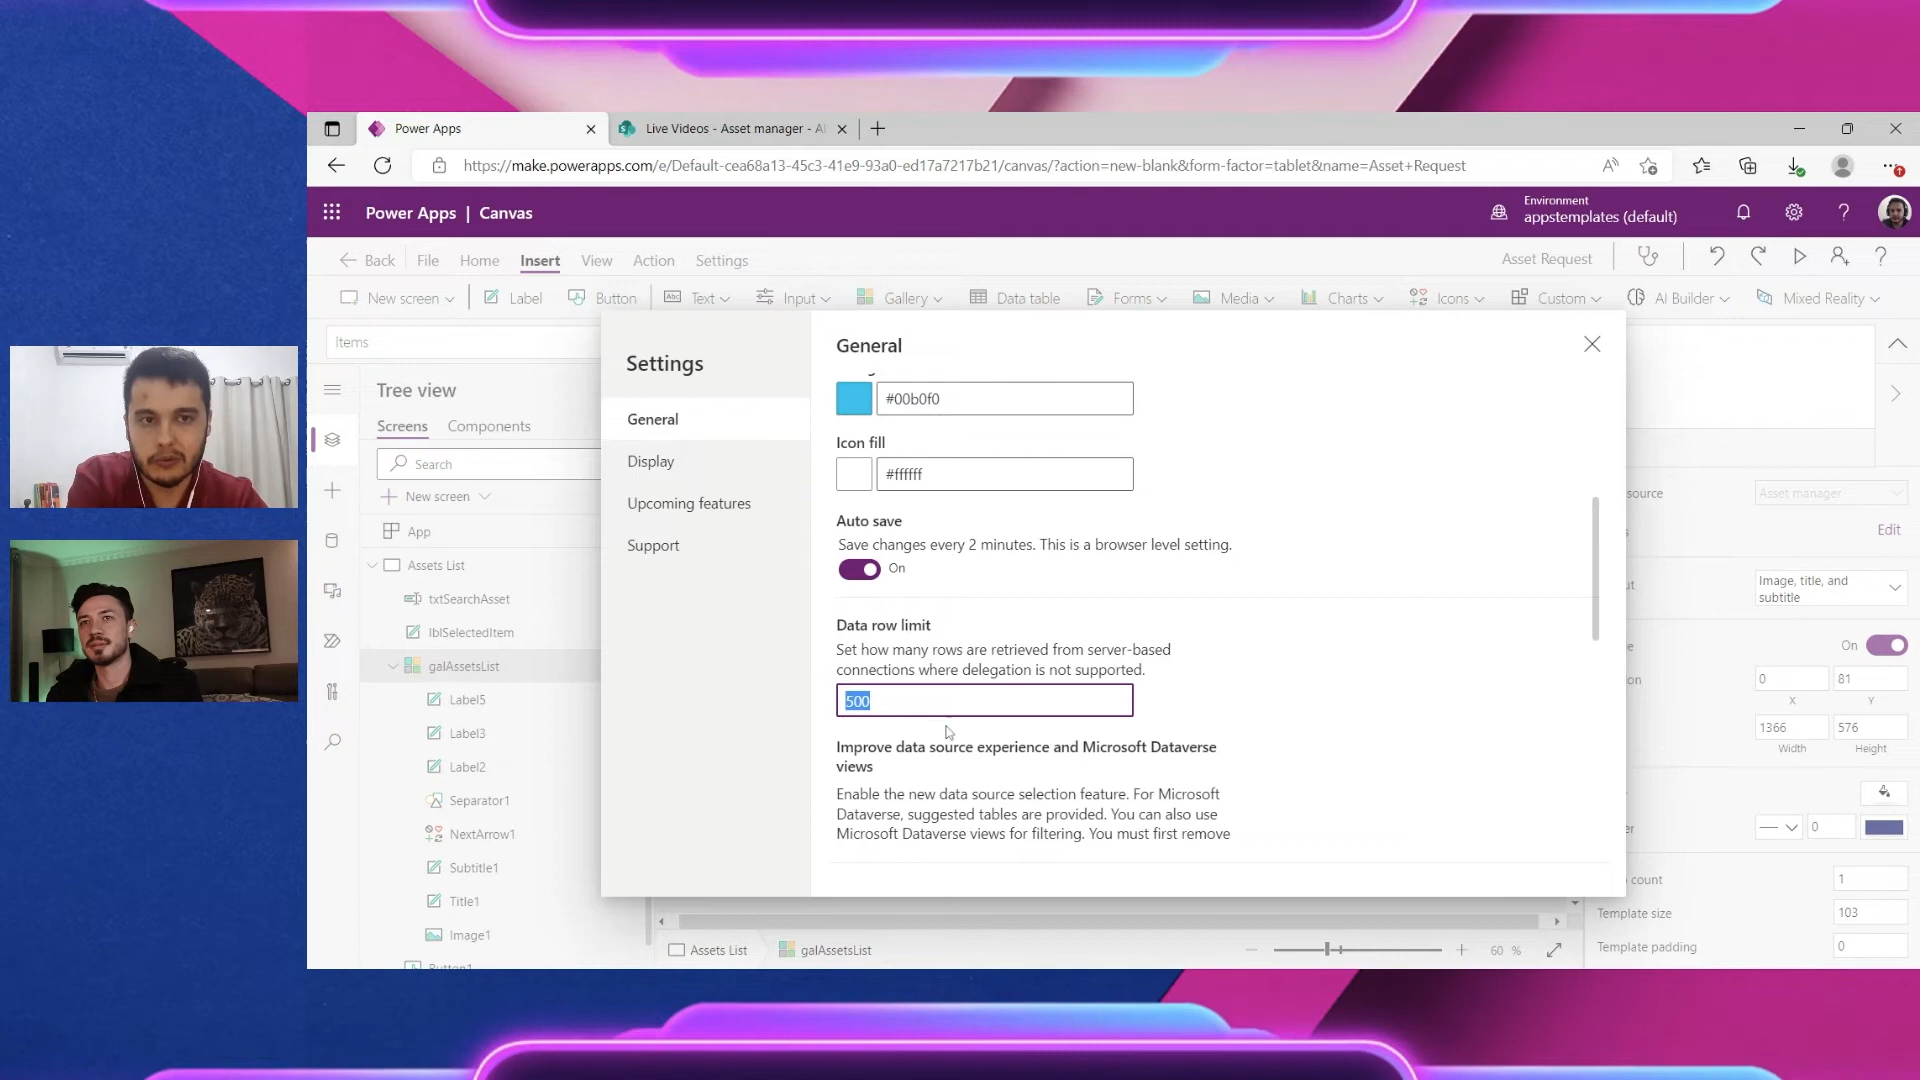 Power Apps
Live Videos - Asset manager - Al
https://make.powerapps.com/e/Default-cea68a13-45c3-41e9-93a0-ed17a7217b21/canvas/?action=new-blank&form-factor=tablet&name=Asset+Request
Power Apps | Canvas
Environment
appstemplates (default)
Back
File
Home
Insert
View
Action
Settings
Asset Request
New screen
Label
Button
Text
Input
Gallery
Data table
Forms
Media
Charts
Icons
Custom
AI Builder
Mixed Reality
Items
Tree view
Screens
Components
Search
New screen
App
Assets List
txtSearchAsset
lblSelectedItem
galAssetsList
Label5
Label3
Label2
Separator1
NextArrow1
Subtitle1
Title1
Image1
Button1
Settings
General
Display
Upcoming features
Support
General
#00b0f0
Icon fill
#ffffff
Auto save
Save changes every 2 minutes. This is a browser level setting.
On
Data row limit
Set how many rows are retrieved from server-based
connections where delegation is not supported.
500
Improve data source experience and Microsoft Dataverse
views
Enable the new data source selection feature. For Microsoft
Dataverse, suggested tables are provided. You can also use
Microsoft Dataverse views for filtering. You must first remove
source
Asset manager
Edit
Image, title, and
subtitle
On
0
81
X
Y
1366
576
Width
Height
0
count
1
Template size
103
Template padding
0
Assets List
galAssetsList
60 %